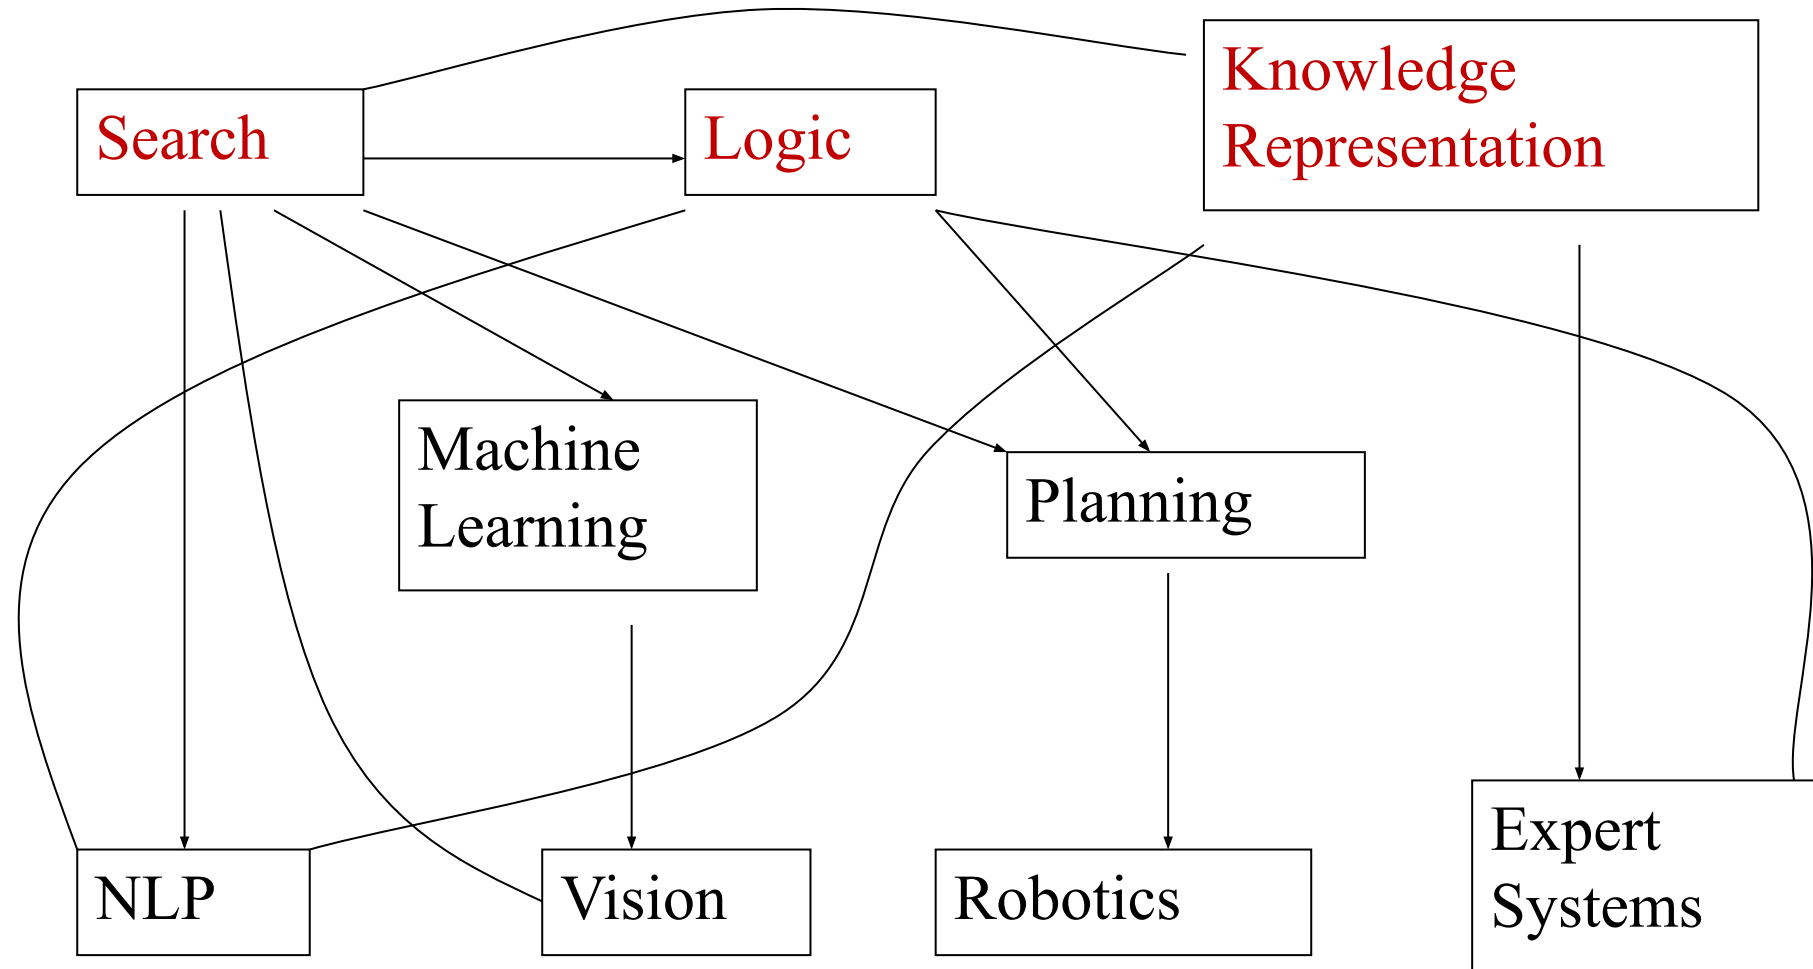 Search
Logic
Knowledge
Representation
Machine
Learning
Planning
NLP
Vision
Robotics
Expert
Systems